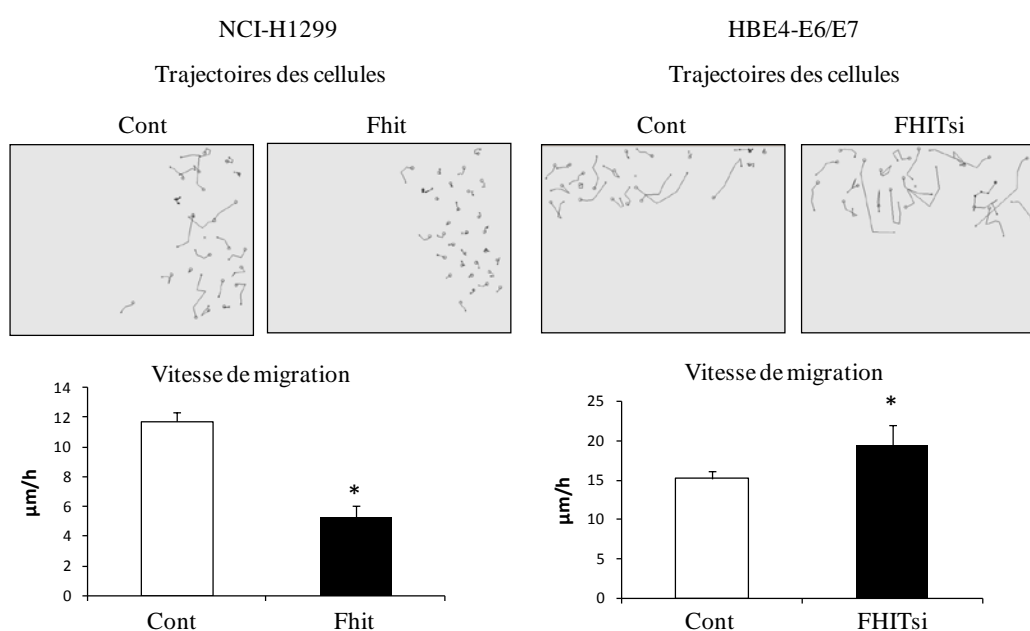 NCI-H1299
Trajectoires des cellules
Cont Fhit
Vitesse de migration
14
12
10
8
6
4
2
0
µm/h
*
Cont Fhit
HBE4-E6/E7
Trajectoires des cellules
Cont FHITsi
Vitesse de migration
25
20
15
10
5
0
µm/h
*
Cont FHITsi